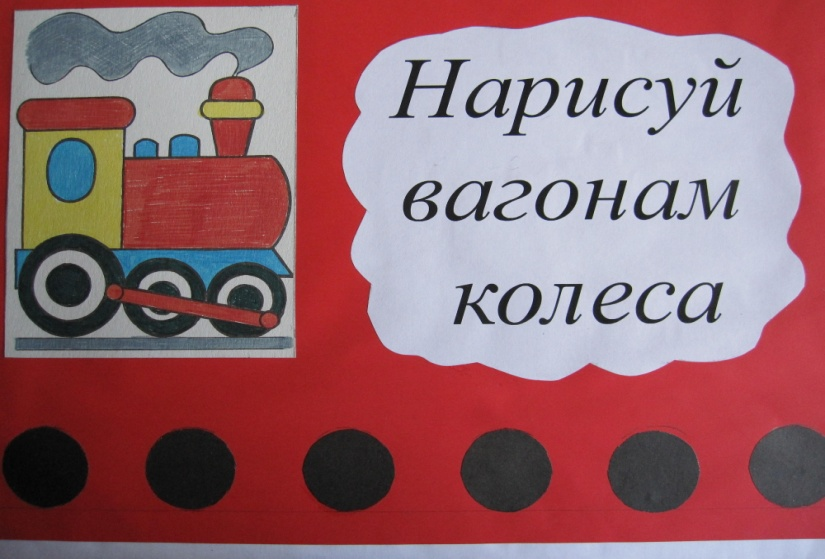 Нарисуй
вагонам
колеса